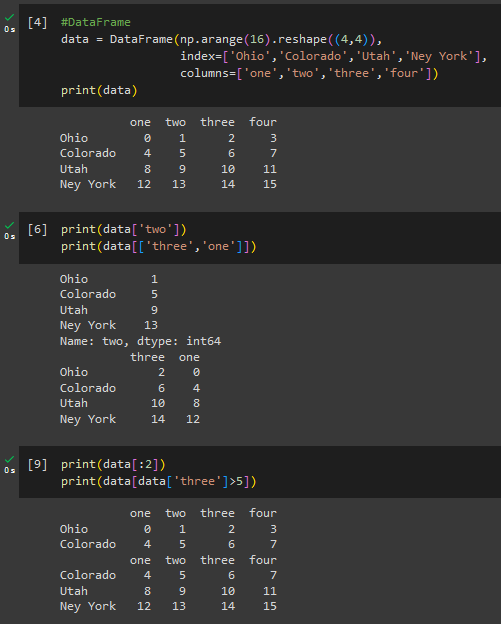 [4] #DataFrame
0s data = DataFrame(np.arange(16).reshape((4,4)),
index=['Ohio','Colorado','Utah','Ney York'],
columns=['one','two','three','four'])
print(data)
one two three four
Ohio 0 1 2 3
Colorado 4 5 6 7
Utah 8 9 10 11
Ney York 12 13 14 15
[6] print(data['two'])
0s print(data[['three','one']])
Ohio 1
Colorado 5
Utah 9
Ney York 13
Name: two, dtype: int64
three one
Ohio 2 0
Colorado 6 4
Utah 10 8
Ney York 14 12
[9] print(data[:2])
0s print(data[data['three']>5])
one two three four
Ohio 0 1 2 3
Colorado 4 5 6 7
one two three four
Colorado 4 5 6 7
Utah 8 9 10 11
Ney York 12 13 14 15